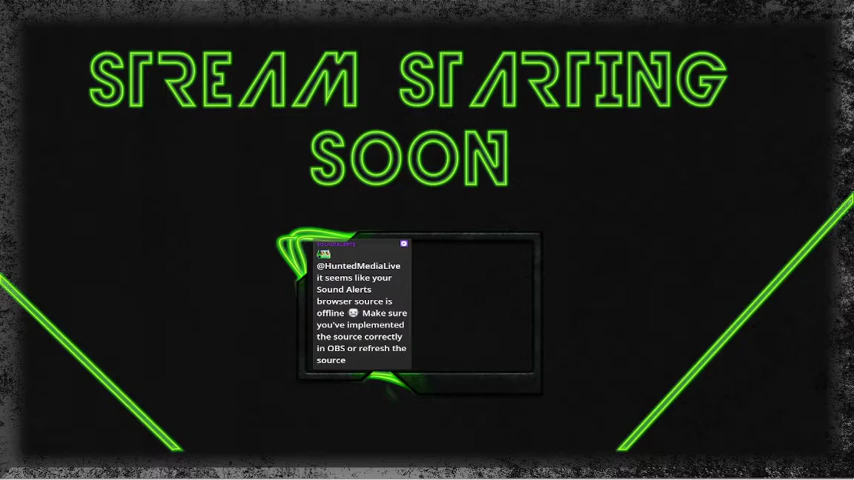 STREAM STARTING
SOON
SOUNDALERTS
@HuntedMediaLive
it seems like your
Sound Alerts
browser source is
offline Make sure
you've implemented
the source correctly
in OBS or refresh the
source